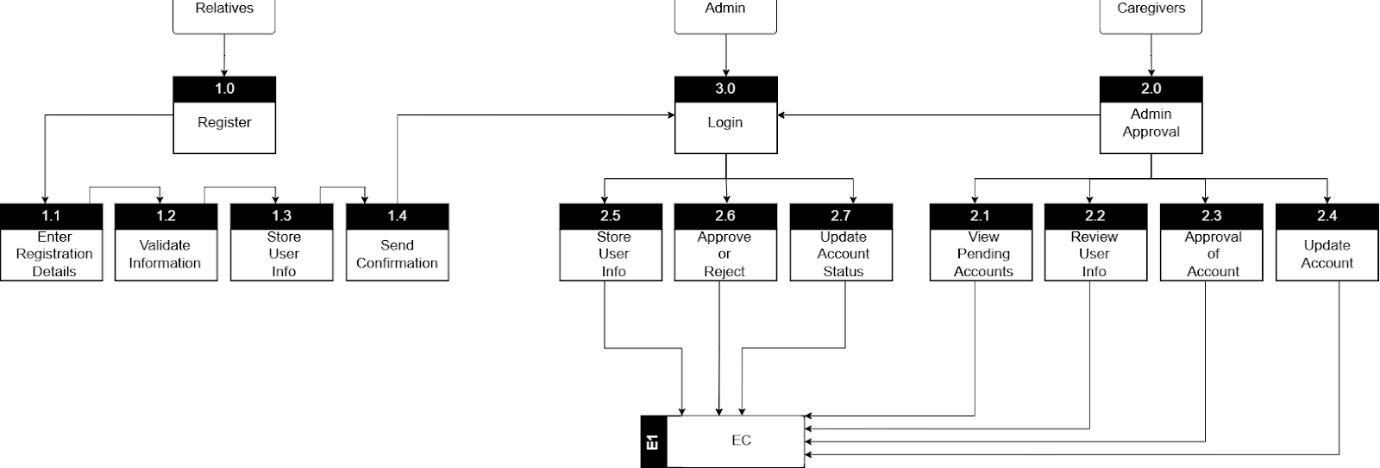 Relatives
Admin
Caregivers
1.0
Register
3.0
Login
2.0
Admin
Approval
1.1
Enter
Registration
Details
1.2
Validate
Information
1.3
Store
User
Info
1.4
Send
Confirmation
2.5
Store
User
Info
2.6
Approve
or
Reject
2.7
Update
Account
Status
2.1
View
Pending
Accounts
2.2
Review
User
Info
2.3
Approval
of
Account
2.4
Update
Account
E1
EC